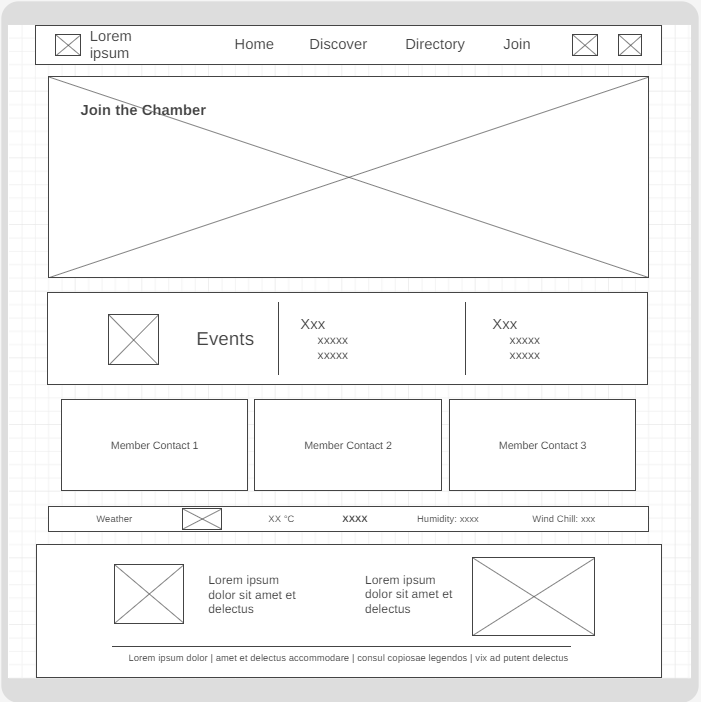 Lorem
ipsum
Home
Discover
Directory
Join
Join the Chamber
Events
Xxx
xxxxx
xxxxx
Xxx
xxxxx
xxxxx
Member Contact 1
Member Contact 2
Member Contact 3
Weather
XX °C
XXXX
Humidity: xxxx
Wind Chill: xxx
Lorem ipsum
dolor sit amet et
delectus
Lorem ipsum
dolor sit amet et
delectus
Lorem ipsum dolor | amet et delectus accommodare | consul copiosae legendos | vix ad putent delectus